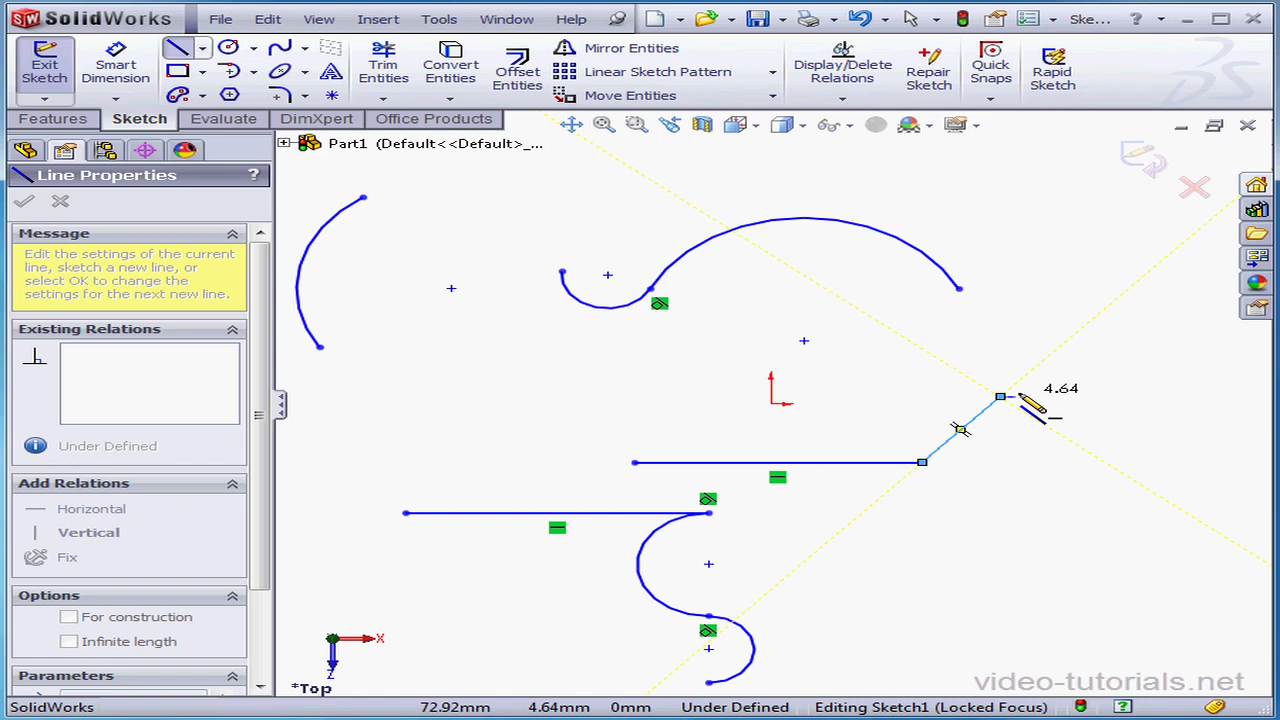 SolidWorks File Edit View Insert Tools Window Help Ske... ?
Exit Sketch
Smart Dimension
Trim Entities
Convert Entities
Offset Entities
Mirror Entities
Linear Sketch Pattern
Move Entities
Display/Delete Relations
Repair Sketch
Quick Snaps
Rapid Sketch
Features Sketch Evaluate DimXpert Office Products
Part1 (Default<<Default>_...
Line Properties ?
Message
Edit the settings of the current
line, sketch a new line, or
select OK to change the
settings for the next new line.
Existing Relations
Under Defined
Add Relations
Horizontal
Vertical
Fix
Options
For construction
Infinite length
Parameters
4.64
X
Z
*Top
video-tutorials.net
SolidWorks 72.92mm 4.64mm 0mm Under Defined Editing Sketch1 (Locked Focus)